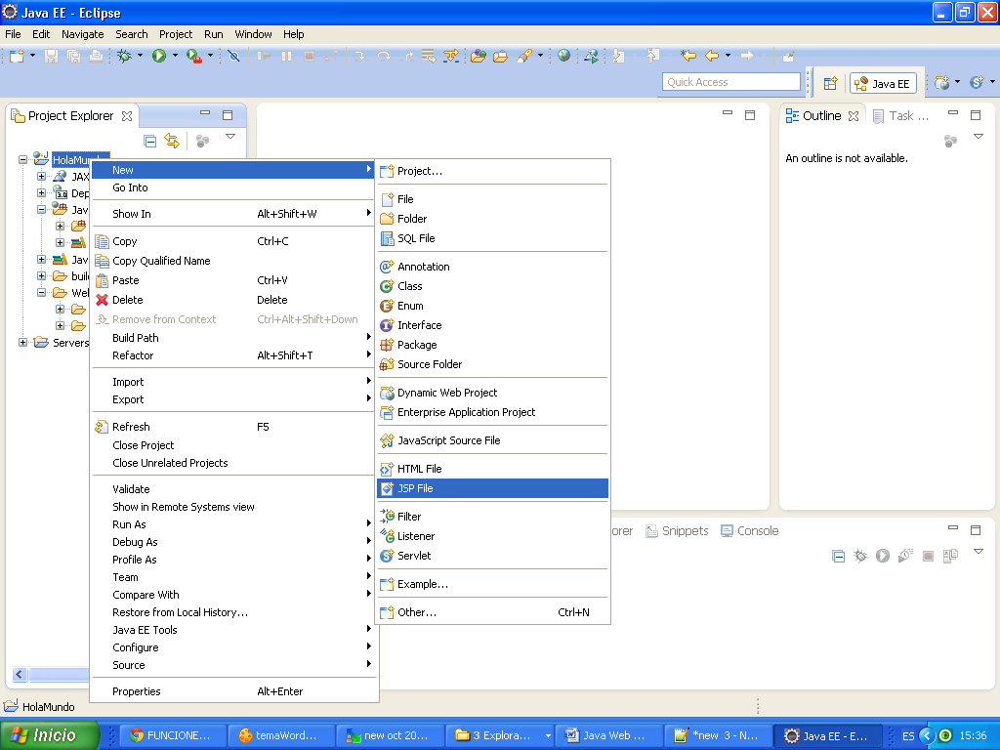 Java EE - Eclipse
File Edit Navigate Search Project Run Window Help
Quick Access
Java EE
Project Explorer
Outline
Task ...
An outline is not available.
HolaMundo
JAX
Dep
Jav
Jav
buil
Wel
Servers
New
Go Into
Show In Alt+Shift+W
Copy Ctrl+C
Copy Qualified Name
Paste Ctrl+V
Delete Delete
Remove from Context Ctrl+Alt+Shift+Down
Build Path
Refactor Alt+Shift+T
Import
Export
Refresh F5
Close Project
Close Unrelated Projects
Validate
Show in Remote Systems view
Run As
Debug As
Profile As
Team
Compare With
Restore from Local History...
Java EE Tools
Configure
Source
Properties Alt+Enter
Project...
File
Folder
SQL File
Annotation
Class
Enum
Interface
Package
Source Folder
Dynamic Web Project
Enterprise Application Project
JavaScript Source File
HTML File
JSP File
Filter
Listener
Servlet
Example...
Other... Ctrl+N
orer
Snippets
Console
HolaMundo
Inicio
FUNCIONE...
temaWord...
new oct 20...
3 Explora...
Java Web ...
*new 3 - N...
Java EE - E...
ES
15:36